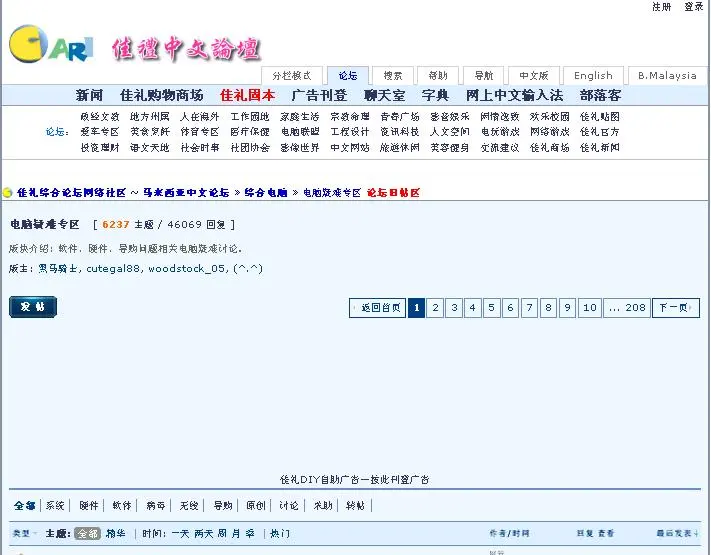 注册 登录
CARI 佳禮中文論壇
分栏模式 论坛 搜索 帮助 导航 中文版 English B.Malaysia
新闻 佳礼购物商场 佳礼固本 广告刊登 聊天室 字典 网上中文输入法 部落客
政经文教 地方州属 人在海外 工作园地 家庭生活 宗教命理 青春广场 影音娱乐 闲情逸致 欢乐校园 佳礼贴图
论坛: 爱车专区 美食烹饪 体育专区 医疗保健 电脑联盟 工程设计 资讯科技 人文空间 电玩游戏 网络游戏 佳礼官方
投资理财 语文天地 社会时事 社团协会 影像世界 中文网站 旅游休闲 美容健身 交流建议 佳礼商场 佳礼新闻
佳礼综合论坛网络社区 ~ 马来西亚中文论坛 » 综合电脑 » 电脑疑难专区 论坛旧帖区
电脑疑难专区 [ 6237 主题 / 46069 回复 ]
版块介绍: 软件、硬件、导购问题相关电脑疑难讨论。
版主: 黑马骑士, cutegal88, woodstock_05, (^.^)
发帖 返回首页 1 2 3 4 5 6 7 8 9 10 ... 208 下一页
佳礼DIY自助广告—按此刊登广告
全部 系统 硬件 软件 病毒 无线 导购 原创 讨论 求助 转帖
类型 主题: 全部 精华 | 时间: 一天 两天 周 月 季 | 热门 作者/时间 回复 查看 最后发表